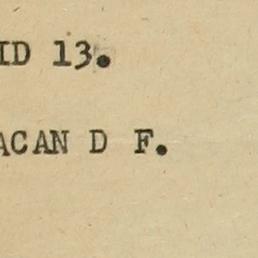 ID 13.
ACAN D F.